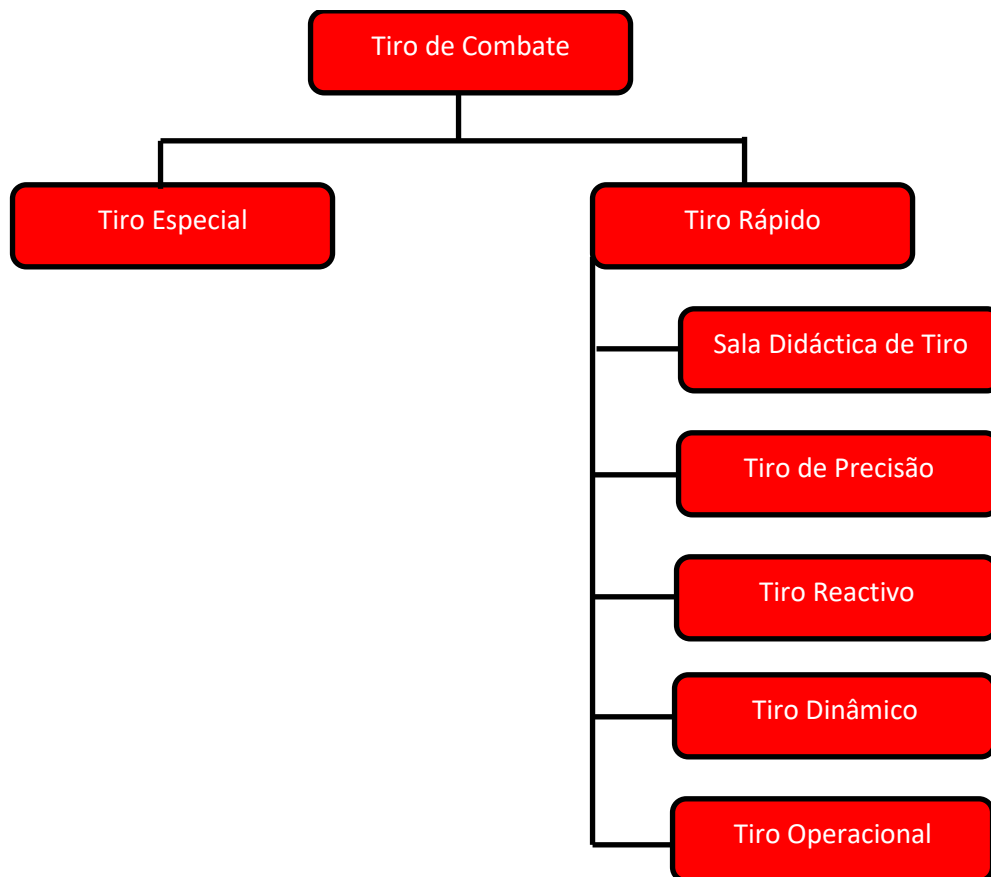 Tiro de Combate
Tiro Especial
Tiro Rápido
Sala Didáctica de Tiro
Tiro de Precisão
Tiro Reactivo
Tiro Dinâmico
Tiro Operacional